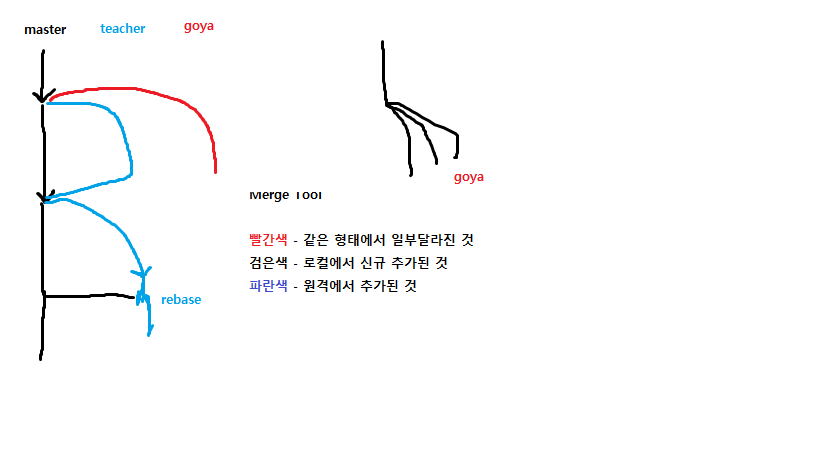 master teacher goya
goya
Merge Tool
빨간색 - 같은 형태에서 일부달라진 것
검은색 - 로컬에서 신규 추가된 것
파란색 - 원격에서 추가된 것
rebase